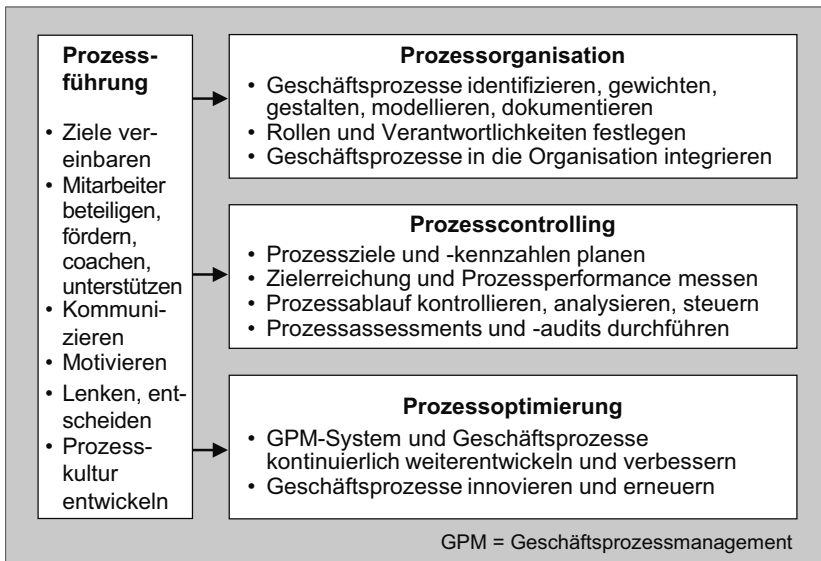 Prozess-
führung
• Ziele ver-
einbaren
• Mitarbeiter
beteiligen,
fördern,
coachen,
unterstützen
• Kommuni-
zieren
• Motivieren
• Lenken, ent-
scheiden
• Prozess-
kultur
entwickeln
Prozessorganisation
• Geschäftsprozesse identifizieren, gewichten,
gestalten, modellieren, dokumentieren
• Rollen und Verantwortlichkeiten festlegen
• Geschäftsprozesse in die Organisation integrieren
Prozesscontrolling
• Prozessziele und -kennzahlen planen
• Zielerreichung und Prozessperformance messen
• Prozessablauf kontrollieren, analysieren, steuern
• Prozessassessments und -audits durchführen
Prozessoptimierung
• GPM-System und Geschäftsprozesse
kontinuierlich weiterentwickeln und verbessern
• Geschäftsprozesse innovieren und erneuern
GPM = Geschäftsprozessmanagement